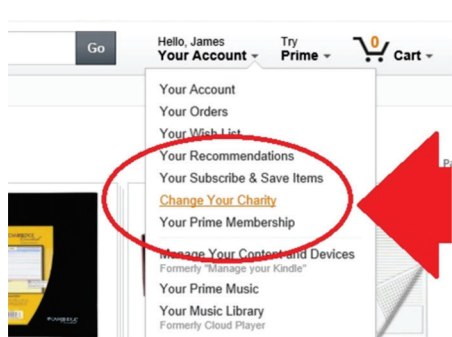 Go
Hello, James
Your Account
Try
Prime
0
Cart
Your Account
Your Orders
Your Wish List
Your Recommendations
Your Subscribe & Save Items
Change Your Charity
Your Prime Membership
Manage Your Content and Devices
Formerly "Manage your Kindle"
Your Prime Music
Your Music Library
Formerly Cloud Player
Pa
CAMBRIDGE